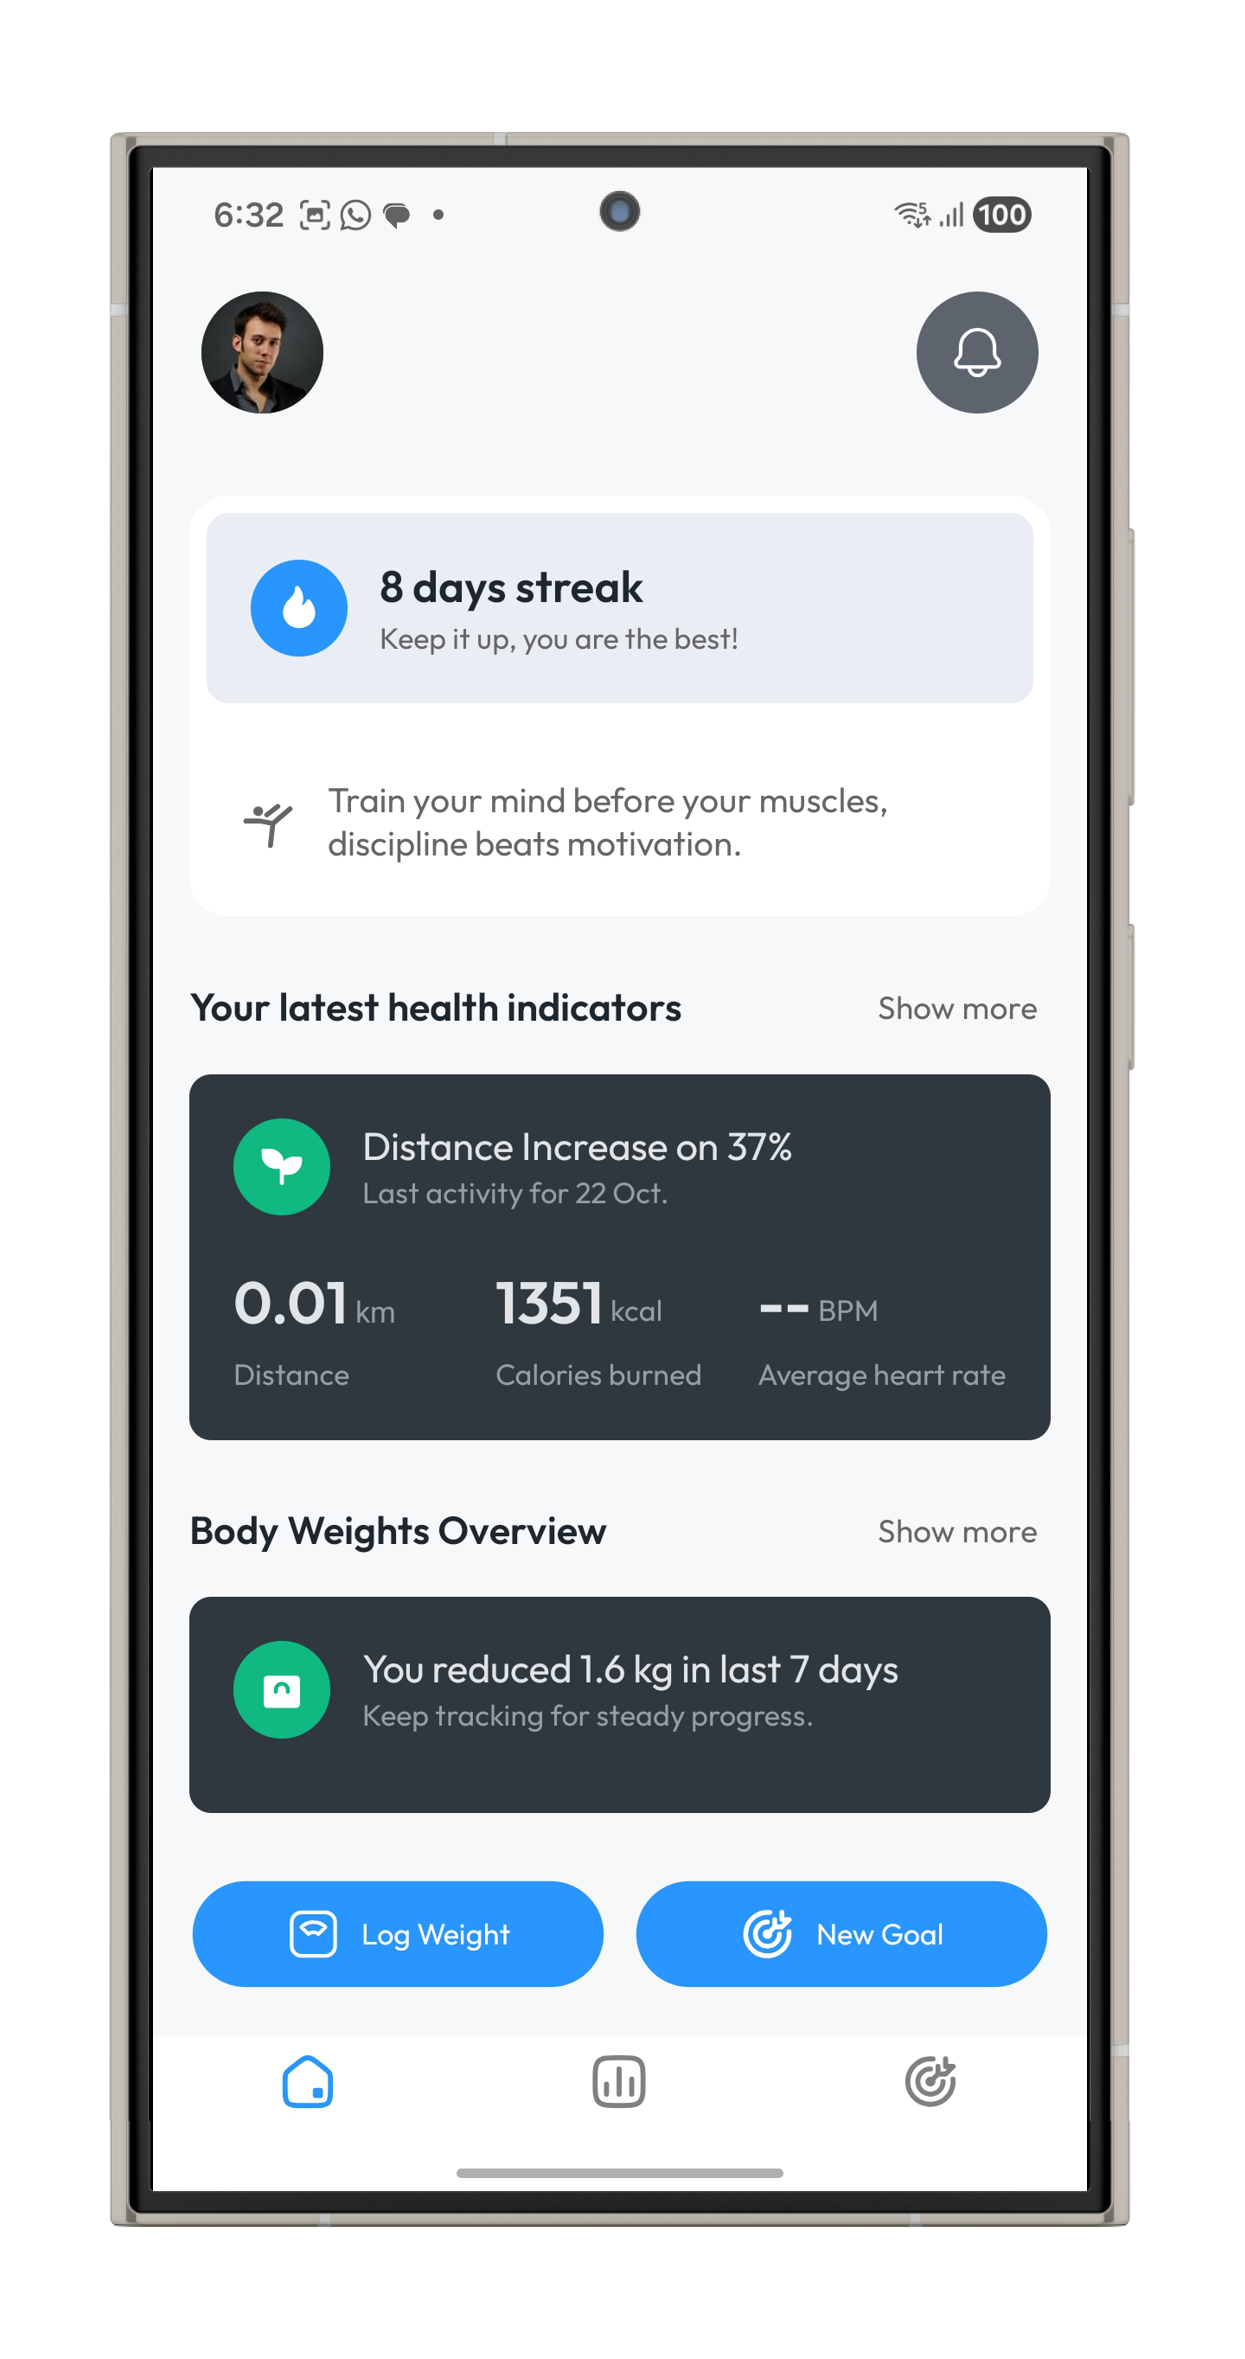 6:32
5
100
8 days streak
Keep it up, you are the best!
Train your mind before your muscles,
discipline beats motivation.
Your latest health indicators
Show more
Distance Increase on 37%
Last activity for 22 Oct.
0.01 km
1351 kcal
-- BPM
Distance
Calories burned
Average heart rate
Body Weights Overview
Show more
You reduced 1.6 kg in last 7 days
Keep tracking for steady progress.
Log Weight
New Goal